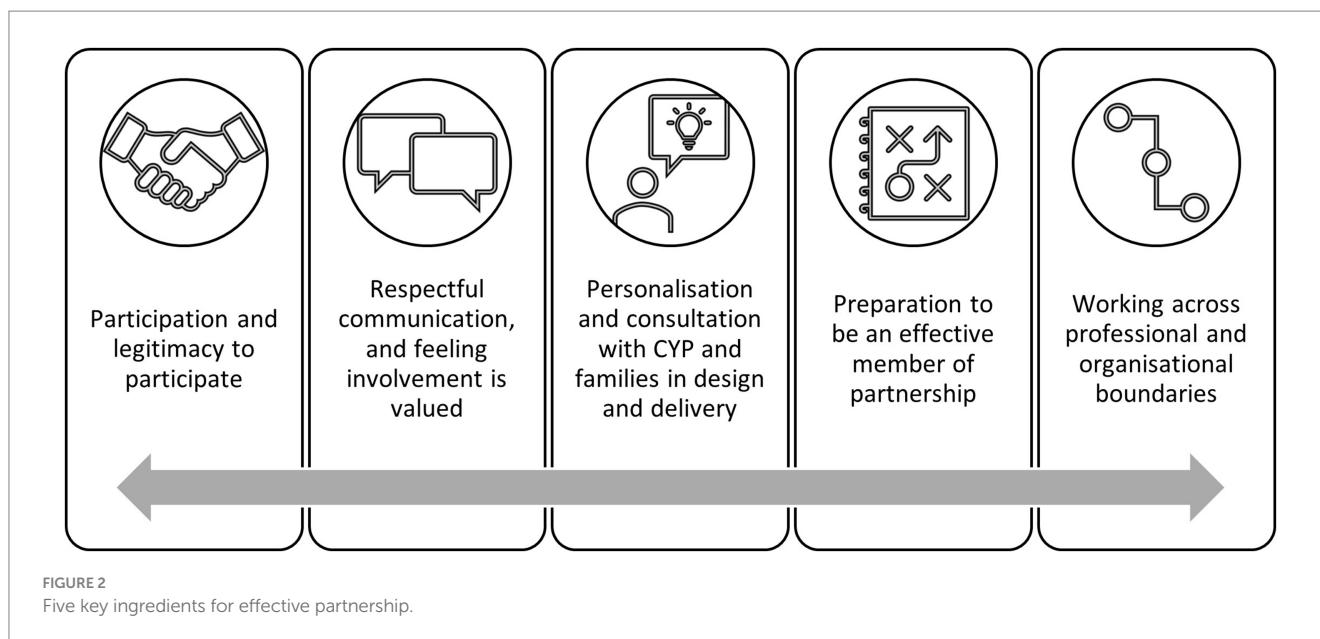 Participation and
legitimacy to
participate
Respectful
communication,
and feeling
involvement is
valued
Personalisation
and consultation
with CYP and
families in design
and delivery
Preparation to
be an effective
member of
partnership
Working across
professional and
organisational
boundaries
FIGURE 2
Five key ingredients for effective partnership.